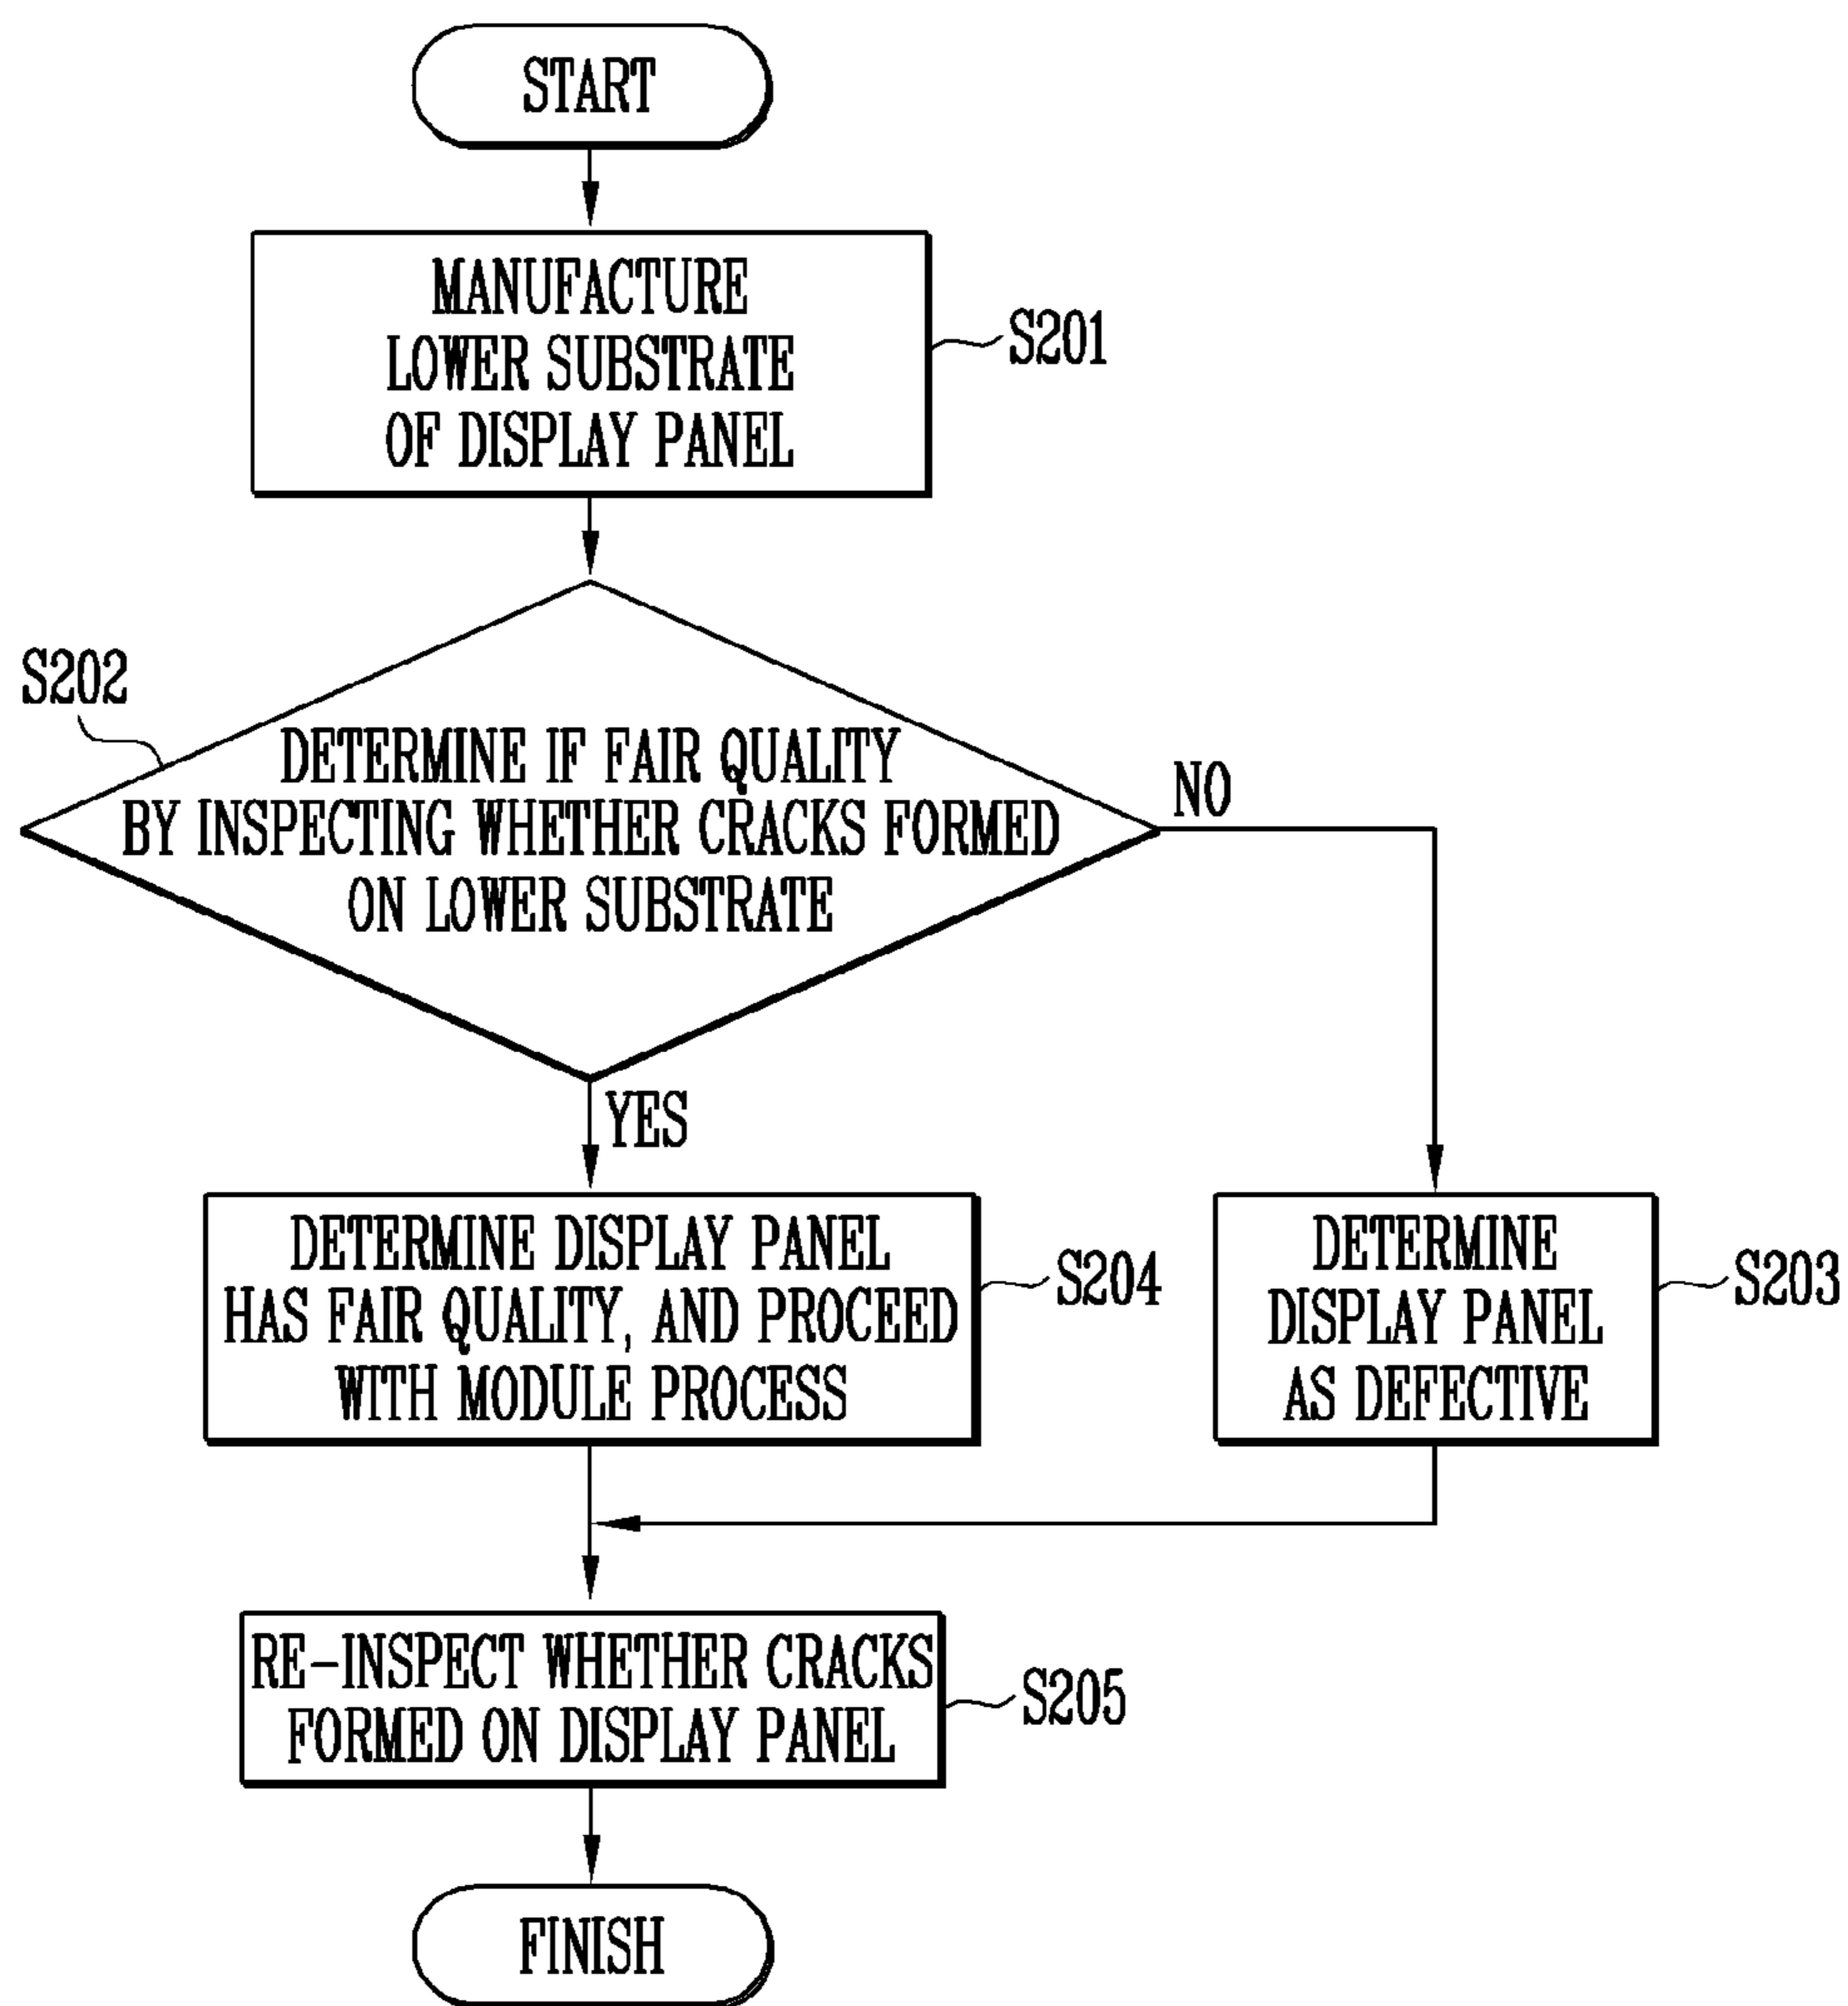 START
MANUFACTURE
LOWER SUBSTRATE
OF DISPLAY PANEL
S201
S202
DETERMINE IF FAIR QUALITY
BY INSPECTING WHETHER CRACKS FORMED
ON LOWER SUBSTRATE
NO
YES
DETERMINE DISPLAY PANEL
HAS FAIR QUALITY, AND PROCEED
WITH MODULE PROCESS
S204
DETERMINE
DISPLAY PANEL
AS DEFECTIVE
S203
RE-INSPECT WHETHER CRACKS
FORMED ON DISPLAY PANEL
S205
FINISH